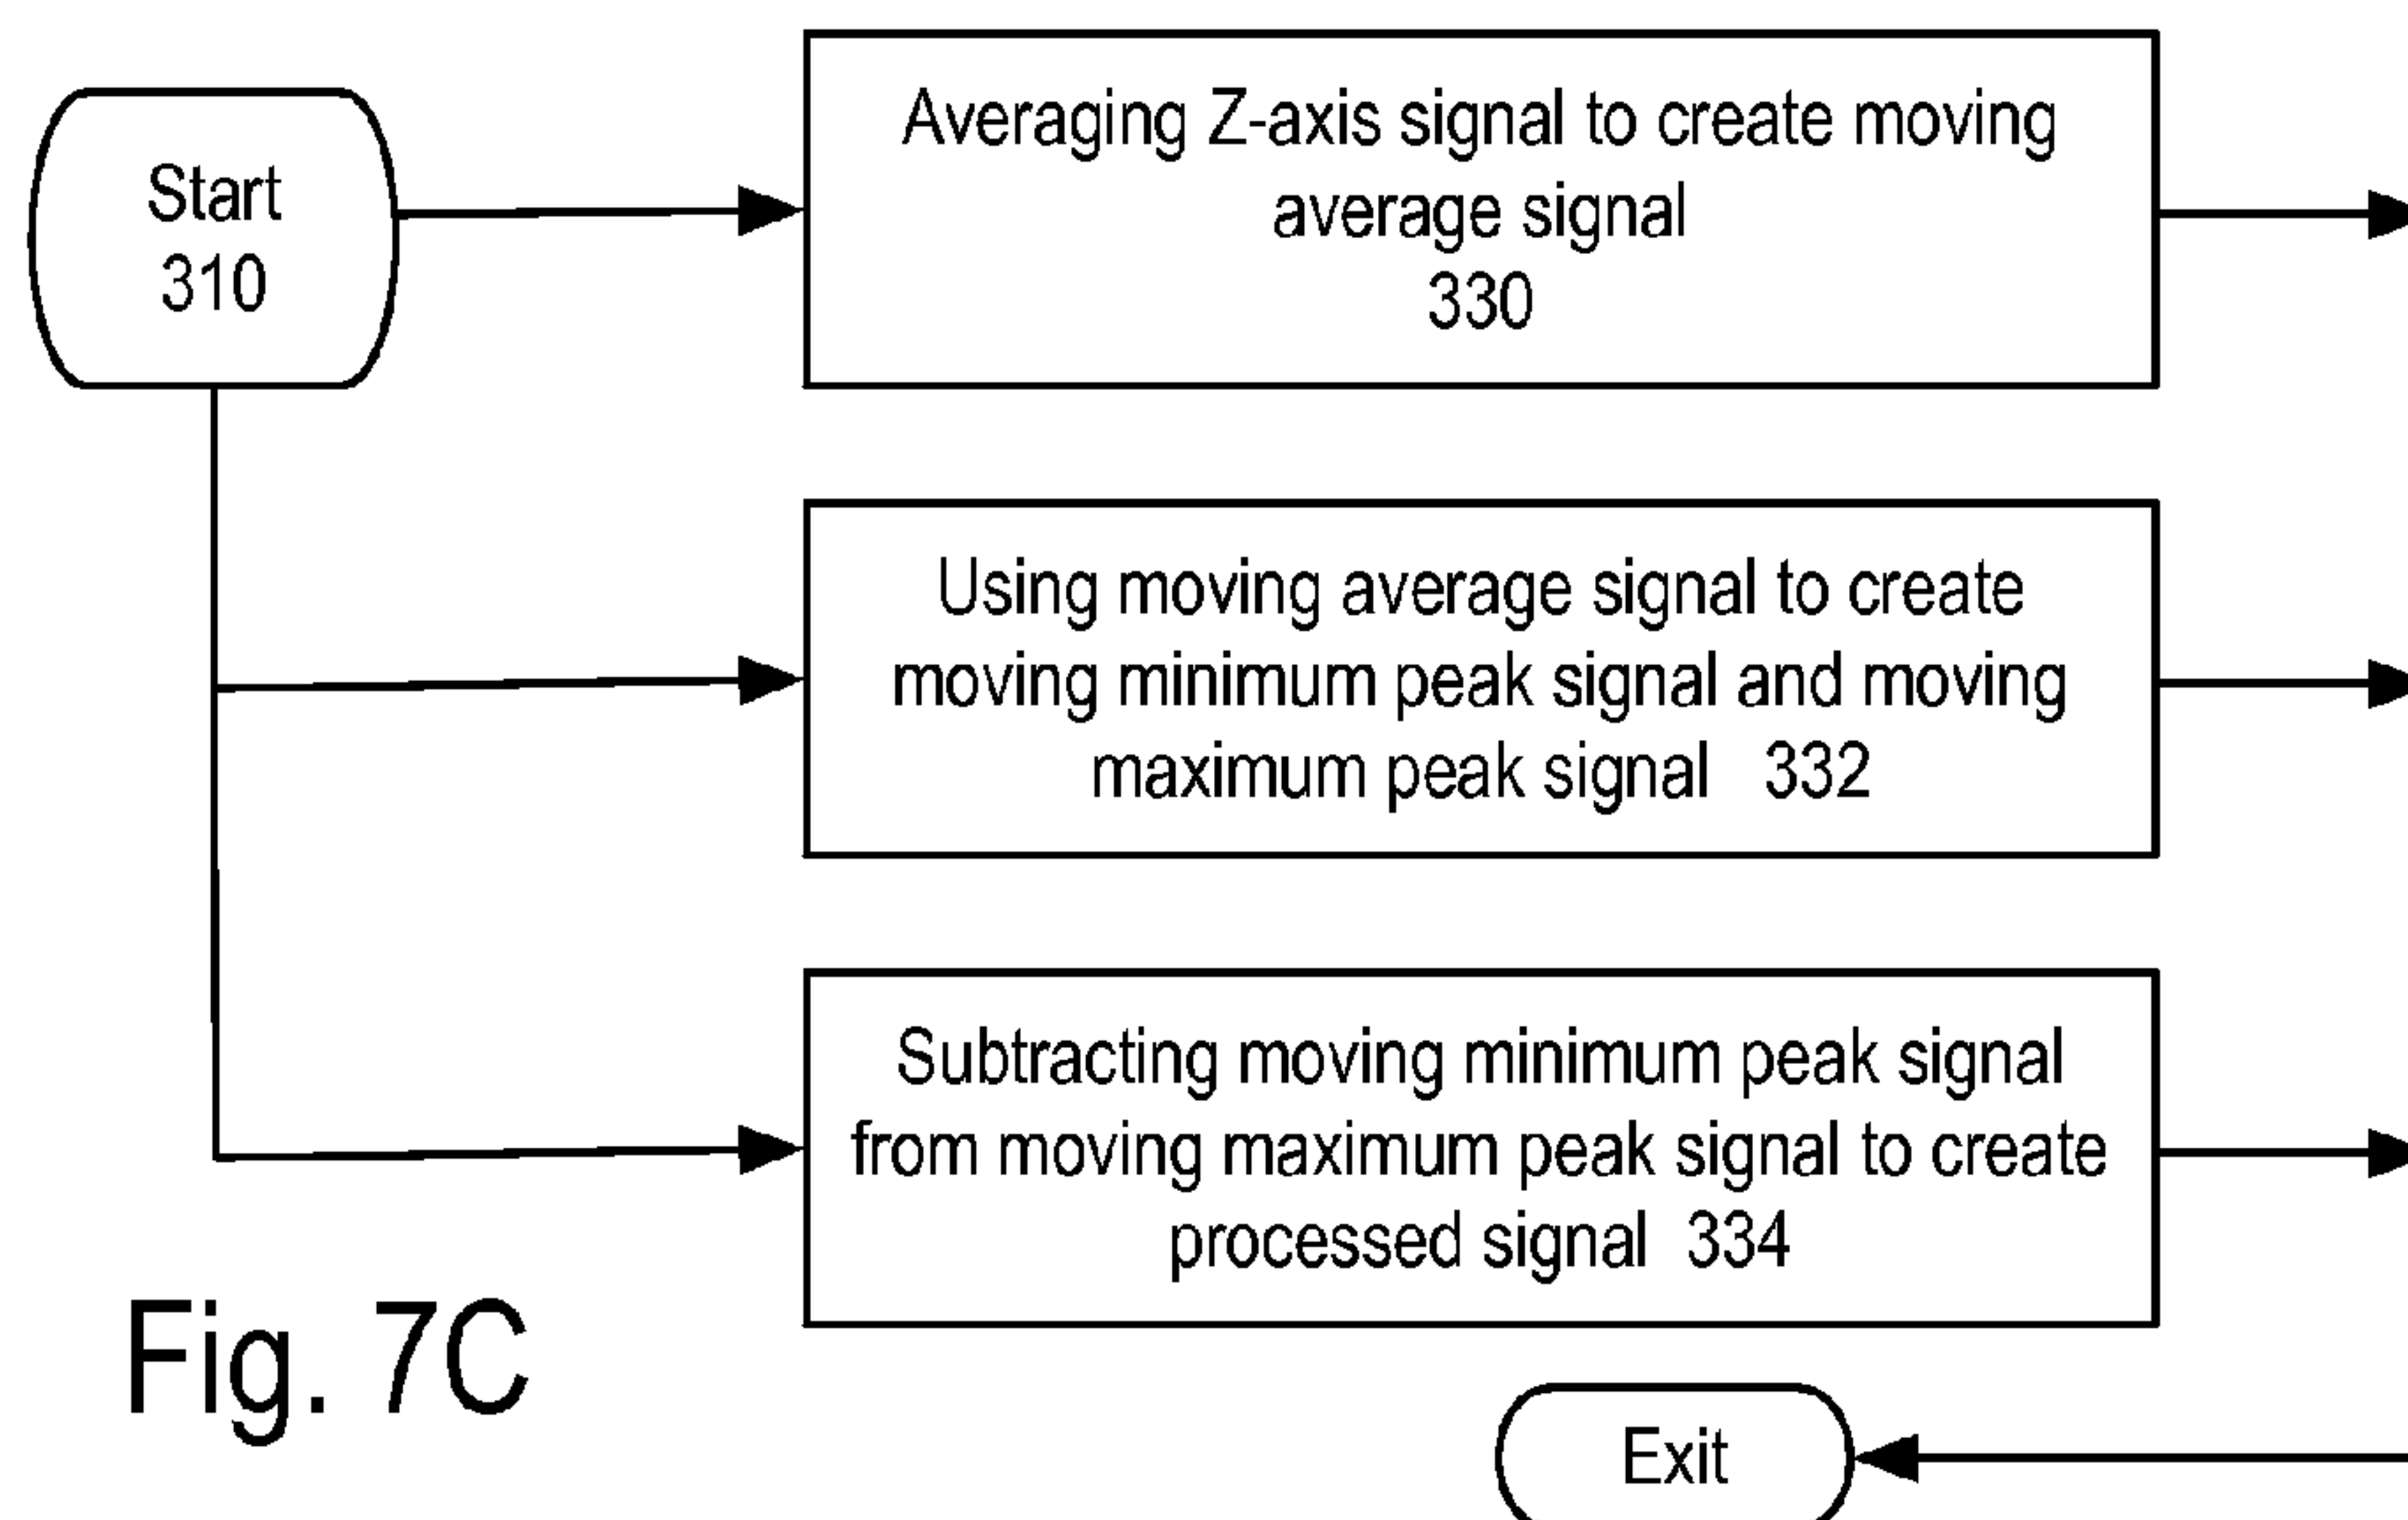 Start
310
Averaging Z-axis signal to create moving
average signal
330
Using moving average signal to create
moving minimum peak signal and moving
maximum peak signal 332
Subtracting moving minimum peak signal
from moving maximum peak signal to create
processed signal 334
Fig. 7C
Exit